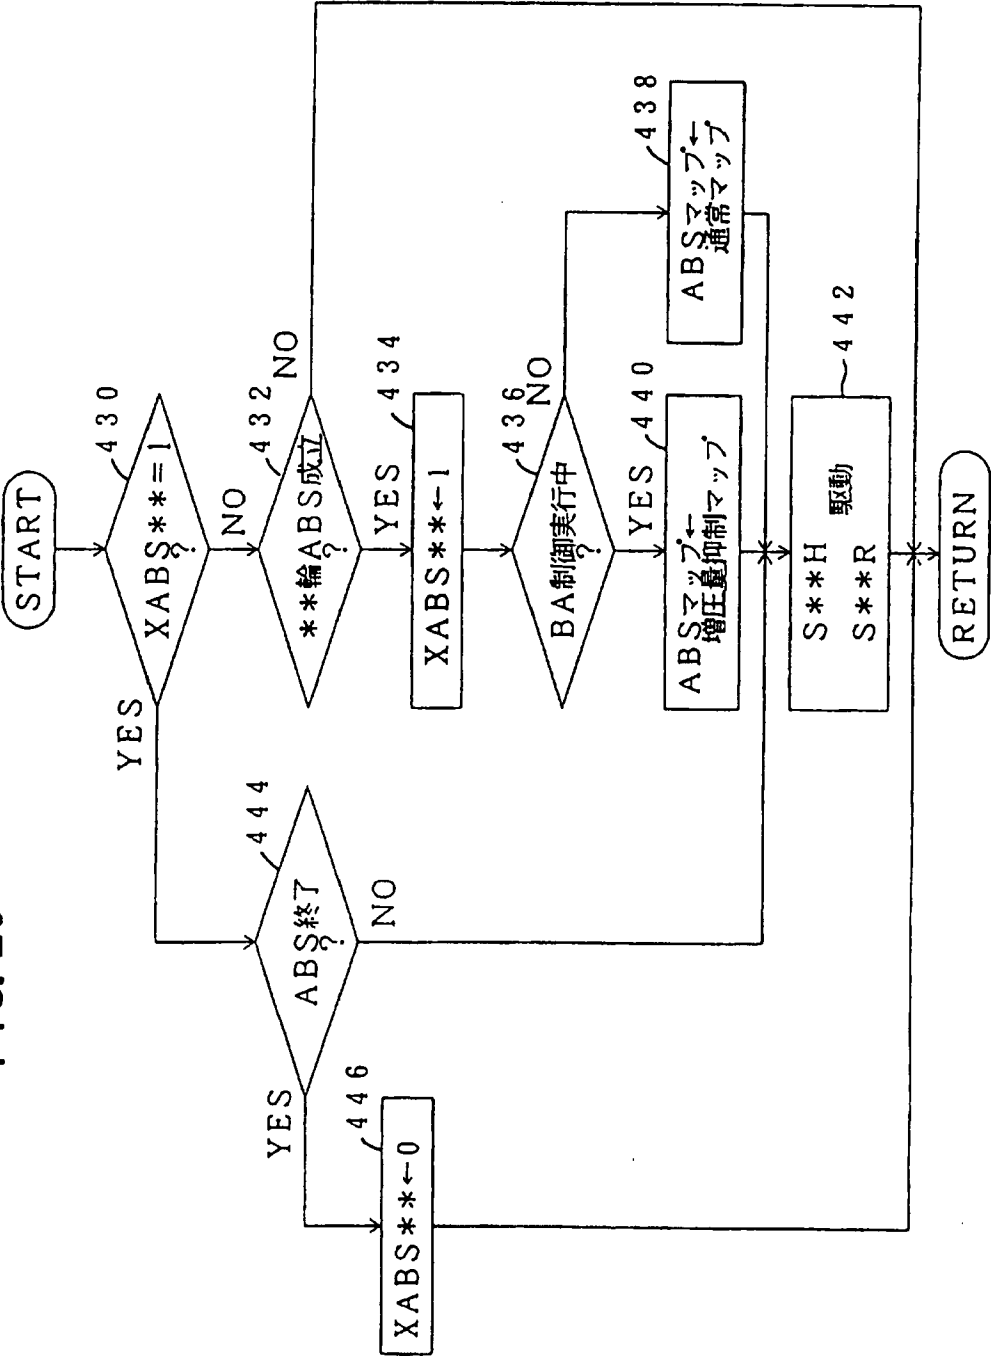 START
430
XABS**=1
?
YES
NO
432
**輪ABS成立
?
NO
YES
434
XABS**←1
436
BA制御実行中
?
NO
YES
438
ABSマップ←
通常マップ
440
ABSマップ←
増圧量抑制マップ
442
S**H
S**R
駆動
444
ABS終了
?
YES
NO
446
XABS**←0
RETURN